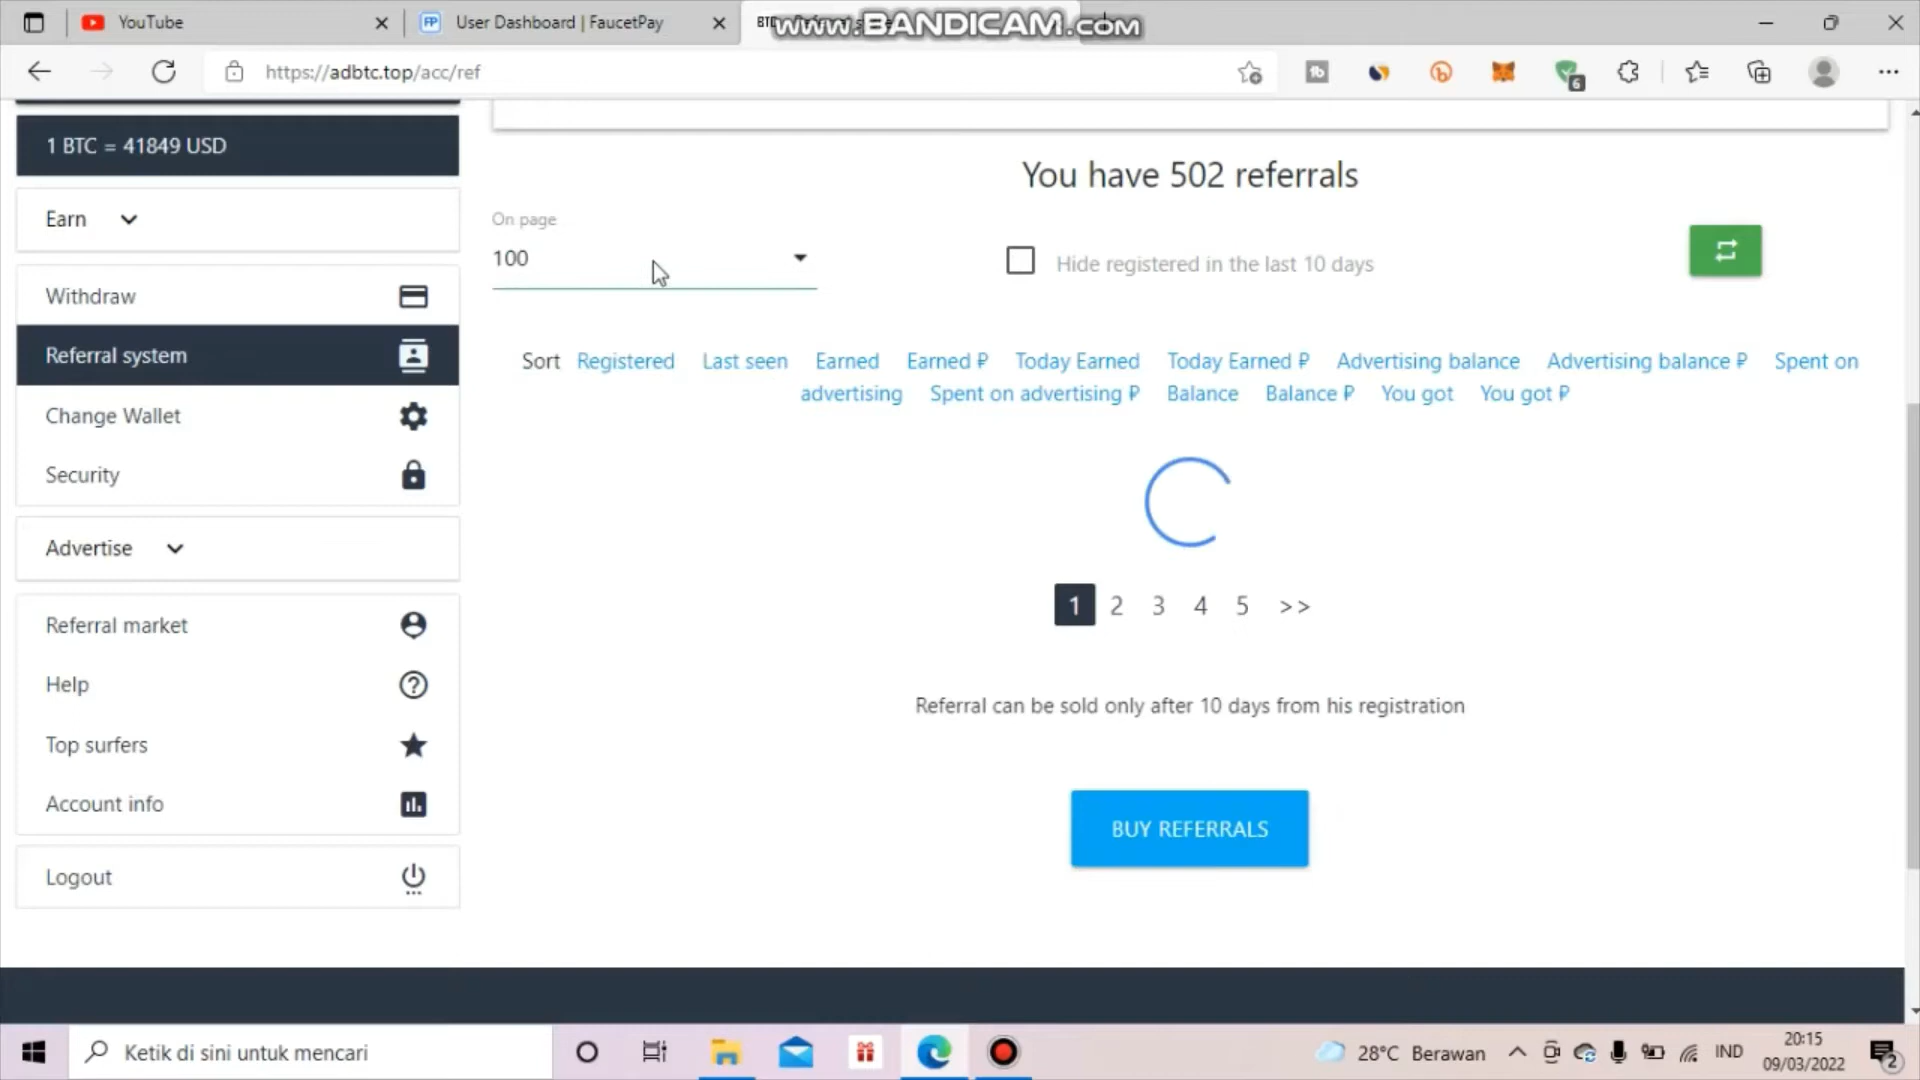 YouTube
FP User Dashboard | FaucetPay
BTC
www.BANDICAM.com
https://adbtc.top/acc/ref
6
1 BTC = 41849 USD
You have 502 referrals
Earn
On page
100
Hide registered in the last 10 days
Withdraw
Referral system
Sort Registered Last seen Earned Earned ₽ Today Earned Today Earned ₽ Advertising balance Advertising balance ₽ Spent on
advertising Spent on advertising ₽ Balance Balance ₽ You got You got ₽
Change Wallet
Security
Advertise
1 2 3 4 5 >>
Referral market
Help
Referral can be sold only after 10 days from his registration
Top surfers
Account info
BUY REFERRALS
Logout
Ketik di sini untuk mencari
28°C Berawan
IND
20:15
09/03/2022
2